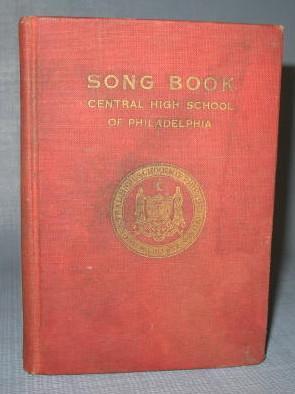 SONG BOOK
CENTRAL HIGH SCHOOL
OF PHILADELPHIA